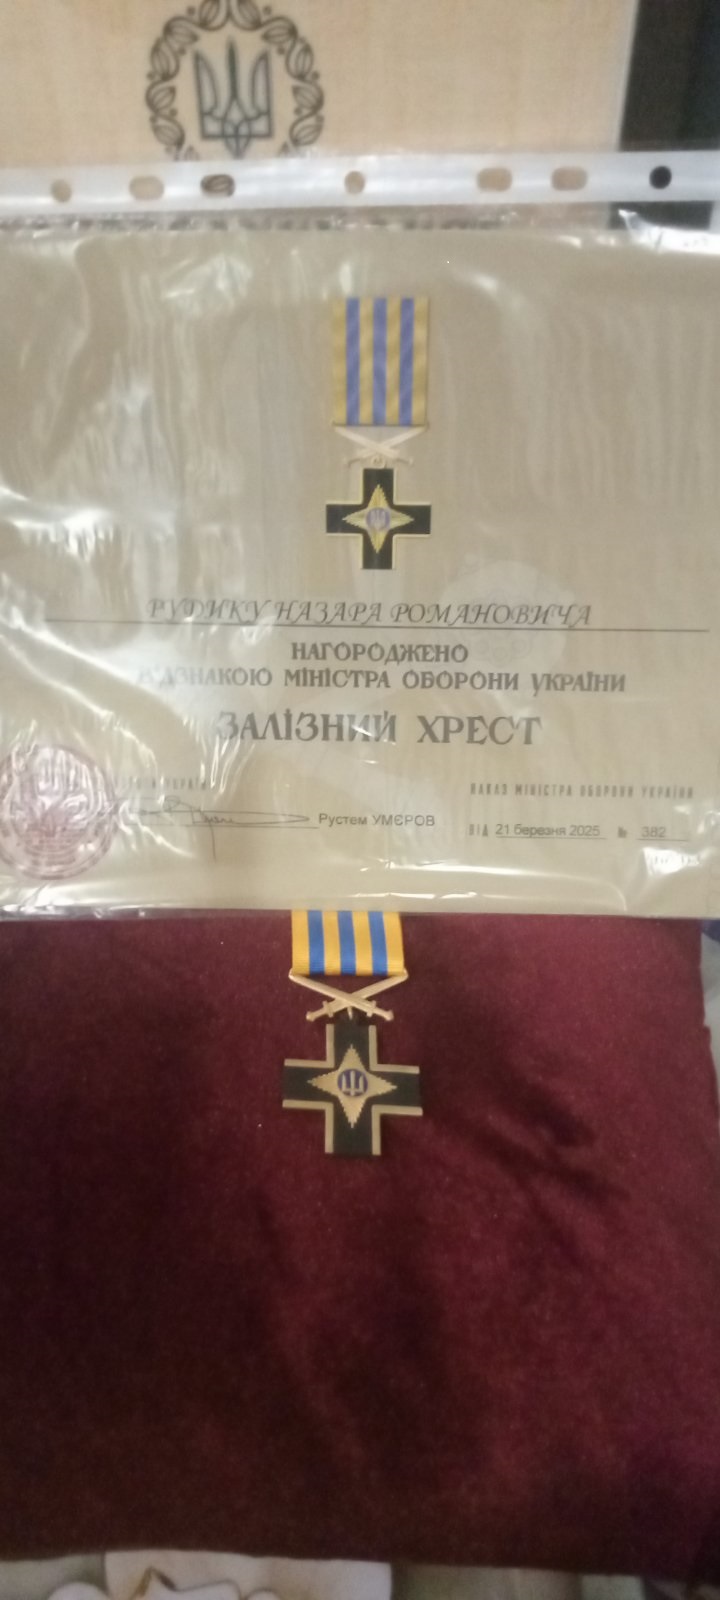 РУДИКУ НАЗАРА РОМАНОВИЧА
НАГОРОДЖЕНО
ВІДЗНАКОЮ МІНІСТРА ОБОРОНИ УКРАЇНИ
ЗАЛІЗНИЙ ХРЕСТ
НАКАЗ МІНІСТРА ОБОРОНИ УКРАЇНИ
Рустем УМЄРОВ
ВІД 21 березня 2025 № 382